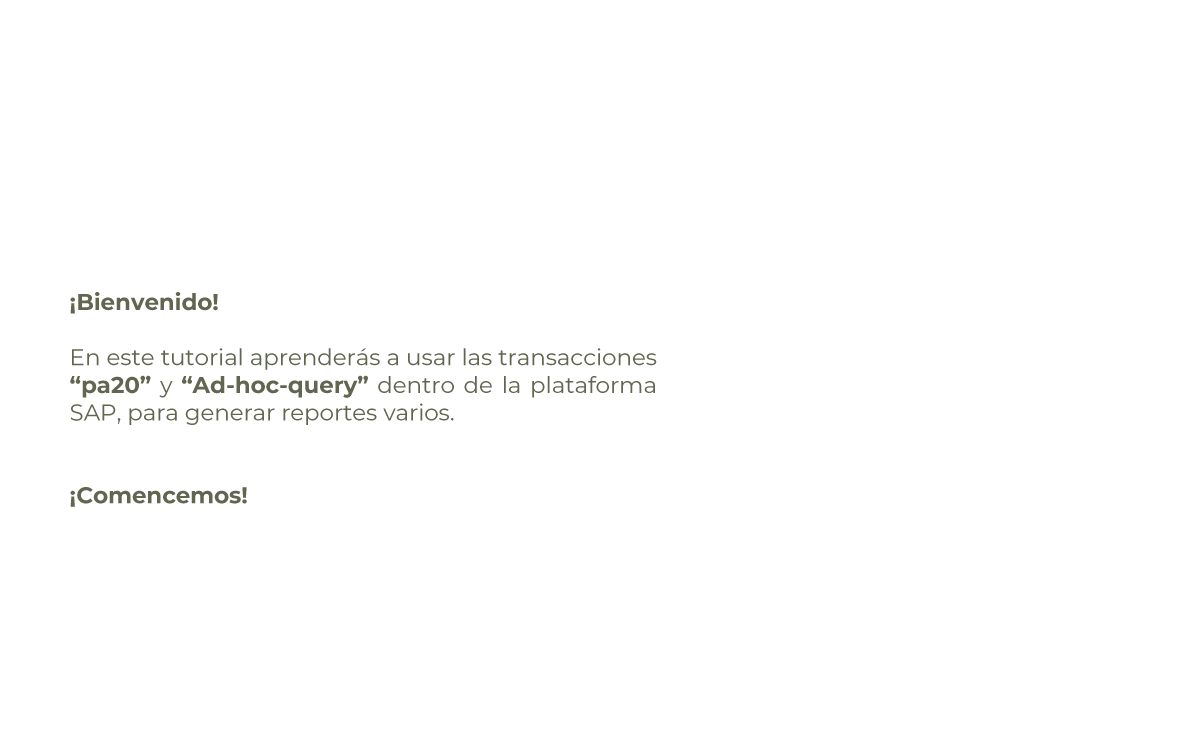 ¡Bienvenido!
En este tutorial aprenderás a usar las transacciones
“pa20” y “Ad-hoc-query” dentro de la plataforma
SAP, para generar reportes varios.
¡Comencemos!